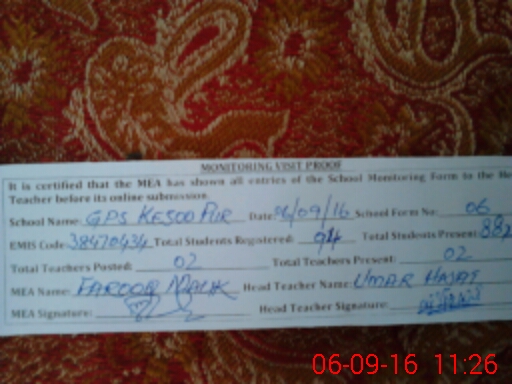 MONITORING VISIT PROOF
It is certified that the MEA has shown all entries of the School Monitoring Form to the He
Teacher before its online submission.
School Name: GPS KESOO PUR Date: 06/09/16 School Form No: 06
EMIS Code: 38470434 Total Students Registered: 94 Total Students Present: 88
Total Teachers Posted: 02 Total Teachers Present: 02
MEA Name: FAROOQ MALIK Head Teacher Name: UMAR HAYAT
MEA Signature: Head Teacher Signature:
06-09-16 11:26